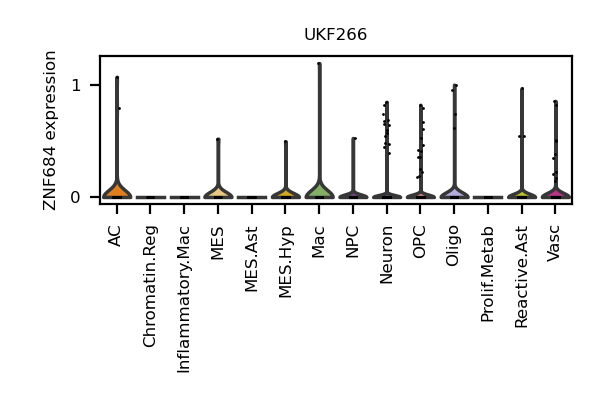 UKF266
ZNF684 expression
1
0
AC
Chromatin.Reg
Inflammatory.Mac
MES
MES.Ast
MES.Hyp
Mac
NPC
Neuron
OPC
Oligo
Prolif.Metab
Reactive.Ast
Vasc